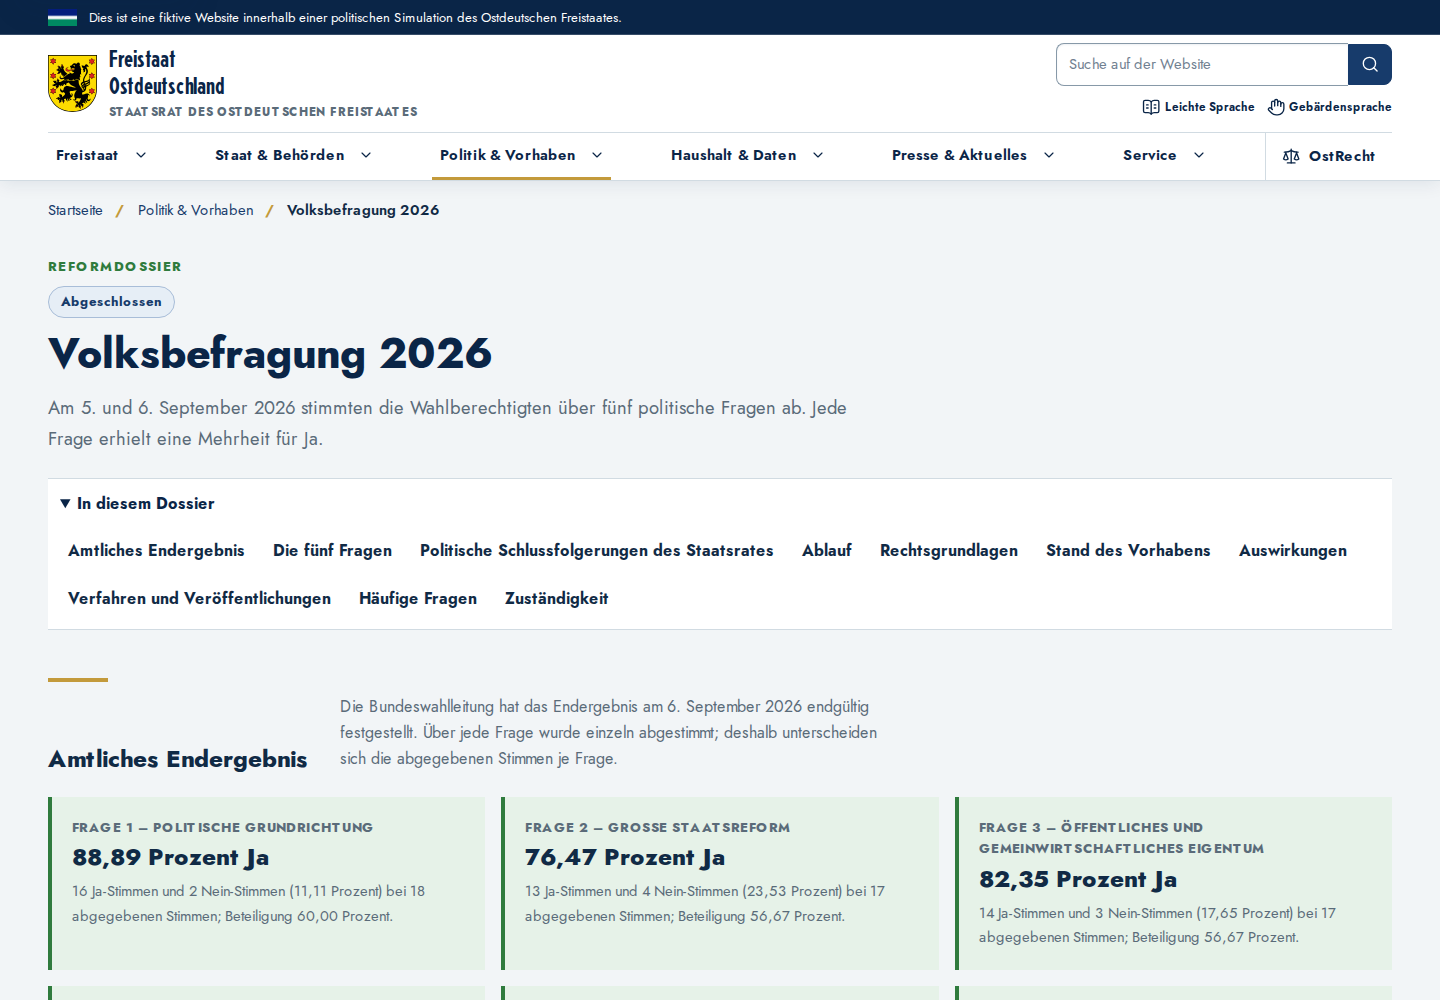 Dies ist eine fiktive Website innerhalb einer politischen Simulation des Ostdeutschen Freistaates.
Freistaat
Ostdeutschland
STAATSRAT DES OSTDEUTSCHEN FREISTAATES
Suche auf der Website
Leichte Sprache Gebärdensprache
Freistaat Staat & Behörden Politik & Vorhaben Haushalt & Daten Presse & Aktuelles Service OstRecht
Startseite / Politik & Vorhaben / Volksbefragung 2026
REFORMDOSSIER
Abgeschlossen
Volksbefragung 2026
Am 5. und 6. September 2026 stimmten die Wahlberechtigten über fünf politische Fragen ab. Jede
Frage erhielt eine Mehrheit für Ja.
▼ In diesem Dossier
Amtliches Endergebnis Die fünf Fragen Politische Schlussfolgerungen des Staatsrates Ablauf Rechtsgrundlagen Stand des Vorhabens Auswirkungen
Verfahren und Veröffentlichungen Häufige Fragen Zuständigkeit
Amtliches Endergebnis
Die Bundeswahlleitung hat das Endergebnis am 6. September 2026 endgültig
festgestellt. Über jede Frage wurde einzeln abgestimmt; deshalb unterscheiden
sich die abgegebenen Stimmen je Frage.
FRAGE 1 – POLITISCHE GRUNDRICHTUNG
88,89 Prozent Ja
16 Ja-Stimmen und 2 Nein-Stimmen (11,11 Prozent) bei 18
abgegebenen Stimmen; Beteiligung 60,00 Prozent.
FRAGE 2 – GROSSE STAATSREFORM
76,47 Prozent Ja
13 Ja-Stimmen und 4 Nein-Stimmen (23,53 Prozent) bei 17
abgegebenen Stimmen; Beteiligung 56,67 Prozent.
FRAGE 3 – ÖFFENTLICHES UND
GEMEINWIRTSCHAFTLICHES EIGENTUM
82,35 Prozent Ja
14 Ja-Stimmen und 3 Nein-Stimmen (17,65 Prozent) bei 17
abgegebenen Stimmen; Beteiligung 56,67 Prozent.